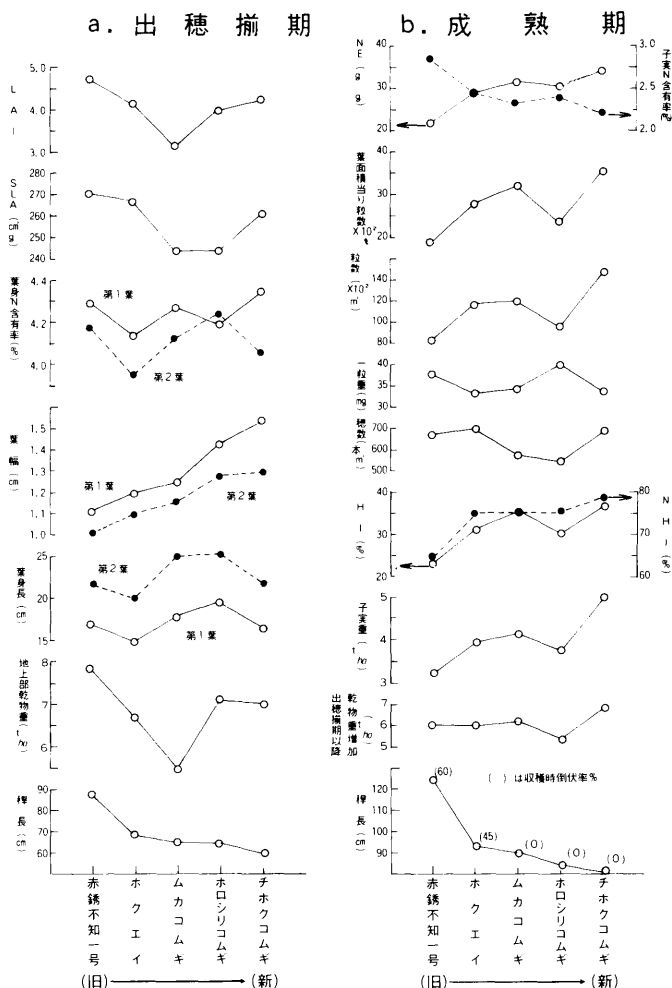 a. 出穂揃期
LAI
5.0
4.0
3.0
SLA (cm²/g)
270
260
250
240
葉身N含有率(%)
4.4
4.2
4.0
第1葉
第2葉
葉幅(cm)
1.5
1.4
1.3
1.2
1.1
1.0
第1葉
第2葉
葉身長(cm)
25
20
15
第2葉
第1葉
地上部乾物重(t/ha)
8
7
6
稈長(cm)
90
80
70
60
赤銹不知一号
ホクエイ
ムカコムギ
ホロシリコムギ
チホクコムギ
(旧)
(新)
b. 成熟期
NE(g/g)
40
30
20
子実N含有率
3.0
2.5
2.0
葉面積当り粒数
×10²
40
30
20
粒数(×10²/m²)
140
120
100
80
一粒重(mg)
40
35
30
穂数(本/m²)
700
600
500
HI(%)
40
30
20
NHI(%)
80
70
60
子実重(t/ha)
5
4
3
出穂揃期以降
乾物重増加(t/ha)
7
6
5
稈長(cm)
120
110
100
90
(60)
(45)
(0)
(0)
(0)
( )は収穫時倒伏率%
赤銹不知一号
ホクエイ
ムカコムギ
ホロシリコムギ
チホクコムギ
(旧)
(新)